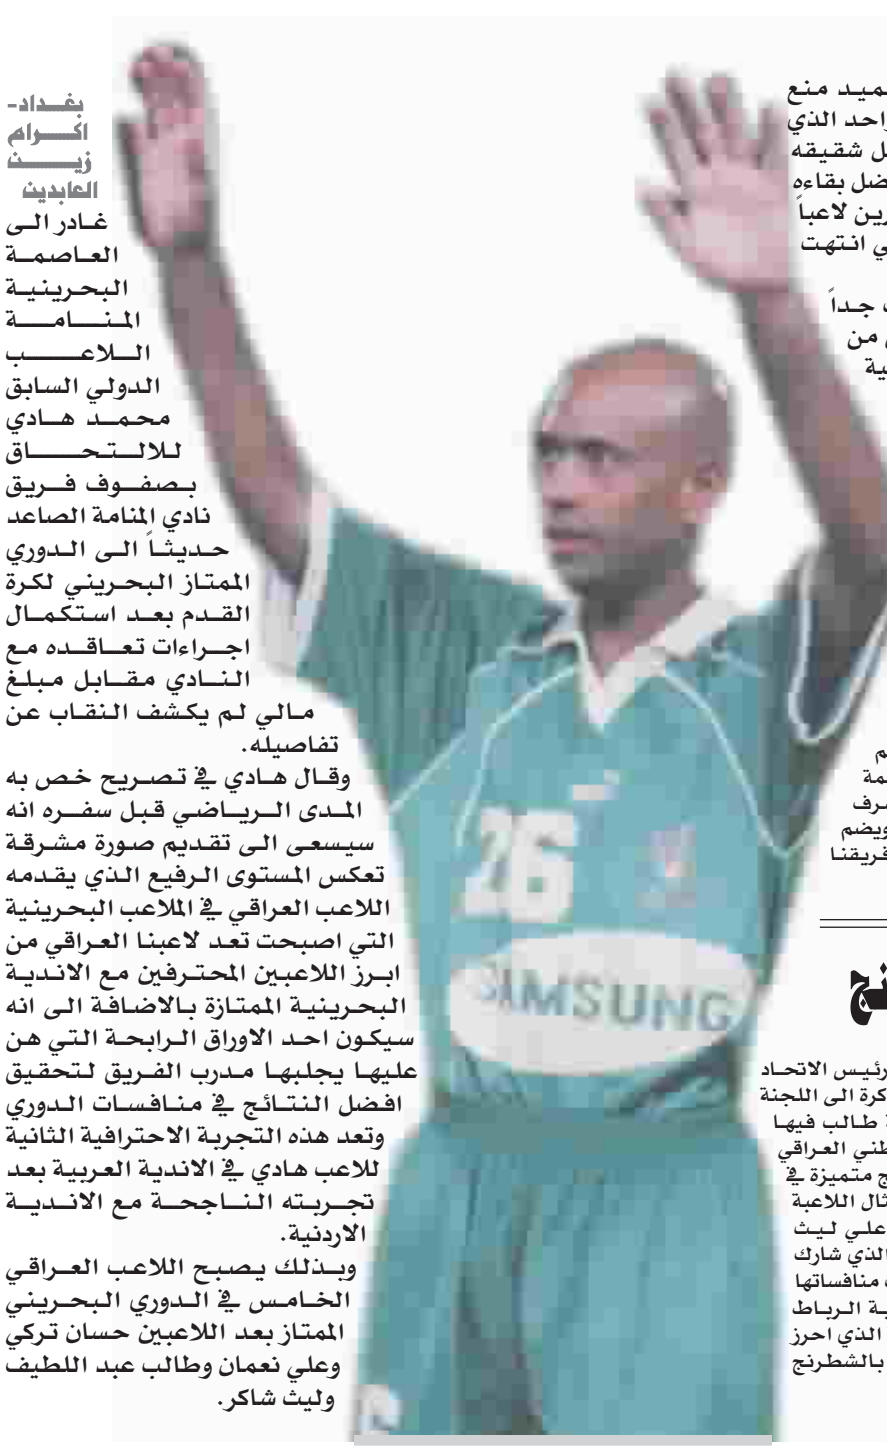 بغداد-
اكرام
زين
العابدين
غادر الى
العاصمة
البحرينية
المنامة
اللاعب
الدولي السابق
محمد هادي
للالتحاق
بصفوف فريق
نادي المنامة الصاعد
حديثاً الى الدوري
الممتاز البحريني لكرة
القدم بعد استكمال
اجراءات تعاقده مع
النادي مقابل مبلغ
مالي لم يكشف النقاب عن
تفاصيله.
وقال هادي في تصريح خص به
المدى الرياضي قبل سفره انه
سيسعى الى تقديم صورة مشرقة
تعكس المستوى الرفيع الذي يقدمه
اللاعب العراقي في الملاعب البحرينية
التي اصبحت تعد لاعبنا العراقي من
ابرز اللاعبين المحترفين مع الاندية
البحرينية الممتازة بالاضافة الى انه
سيكون احد الاوراق الرابحة التي هن
عليها يجلبها مدرب الفريق لتحقيق
افضل النتائج في منافسات الدوري
وتعد هذه التجربة الاحترافية الثانية
للاعب هادي في الاندية العربية بعد
تجربته الناجحة مع الاندية
الاردنية.
وبذلك يصبح اللاعب العراقي
الخامس في الدوري البحريني
الممتاز بعد اللاعبين حسان تركي
وعلي نعمان وطالب عبد اللطيف
وليث شاكر.
26
SAMSUNG
منع
الذي
شقيقه
بقاءه
لاعباً
انتهت
جداً
من
رئيس الاتحاد
الى اللجنة
طالب فيها
العراقي
متميزة في
اللاعبة
علي ليث
الذي شارك
منافساتها
الرباط
الذي احرز
بالشطرنج